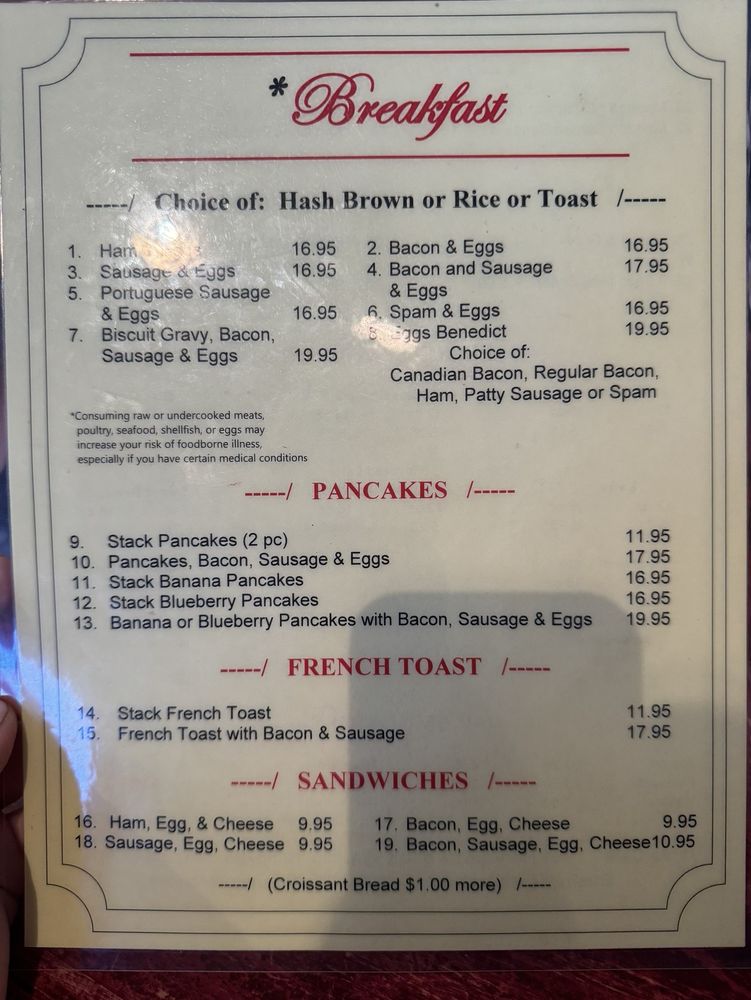 *Breakfast
-----/ Choice of: Hash Brown or Rice or Toast /-----
1. Ham 16.95 2. Bacon & Eggs 16.95
3. Sausage & Eggs 16.95 4. Bacon and Sausage 17.95
5. Portuguese Sausage & Eggs
& Eggs 16.95 6. Spam & Eggs 16.95
7. Biscuit Gravy, Bacon, 8. Eggs Benedict 19.95
Sausage & Eggs 19.95 Choice of:
Canadian Bacon, Regular Bacon,
Ham, Patty Sausage or Spam
*Consuming raw or undercooked meats,
poultry, seafood, shellfish, or eggs may
increase your risk of foodborne illness,
especially if you have certain medical conditions
-----/ PANCAKES /-----
9. Stack Pancakes (2 pc) 11.95
10. Pancakes, Bacon, Sausage & Eggs 17.95
11. Stack Banana Pancakes 16.95
12. Stack Blueberry Pancakes 16.95
13. Banana or Blueberry Pancakes with Bacon, Sausage & Eggs 19.95
-----/ FRENCH TOAST /-----
14. Stack French Toast 11.95
15. French Toast with Bacon & Sausage 17.95
-----/ SANDWICHES /-----
16. Ham, Egg, & Cheese 9.95 17. Bacon, Egg, Cheese 9.95
18. Sausage, Egg, Cheese 9.95 19. Bacon, Sausage, Egg, Cheese10.95
-----/ (Croissant Bread $1.00 more) /-----